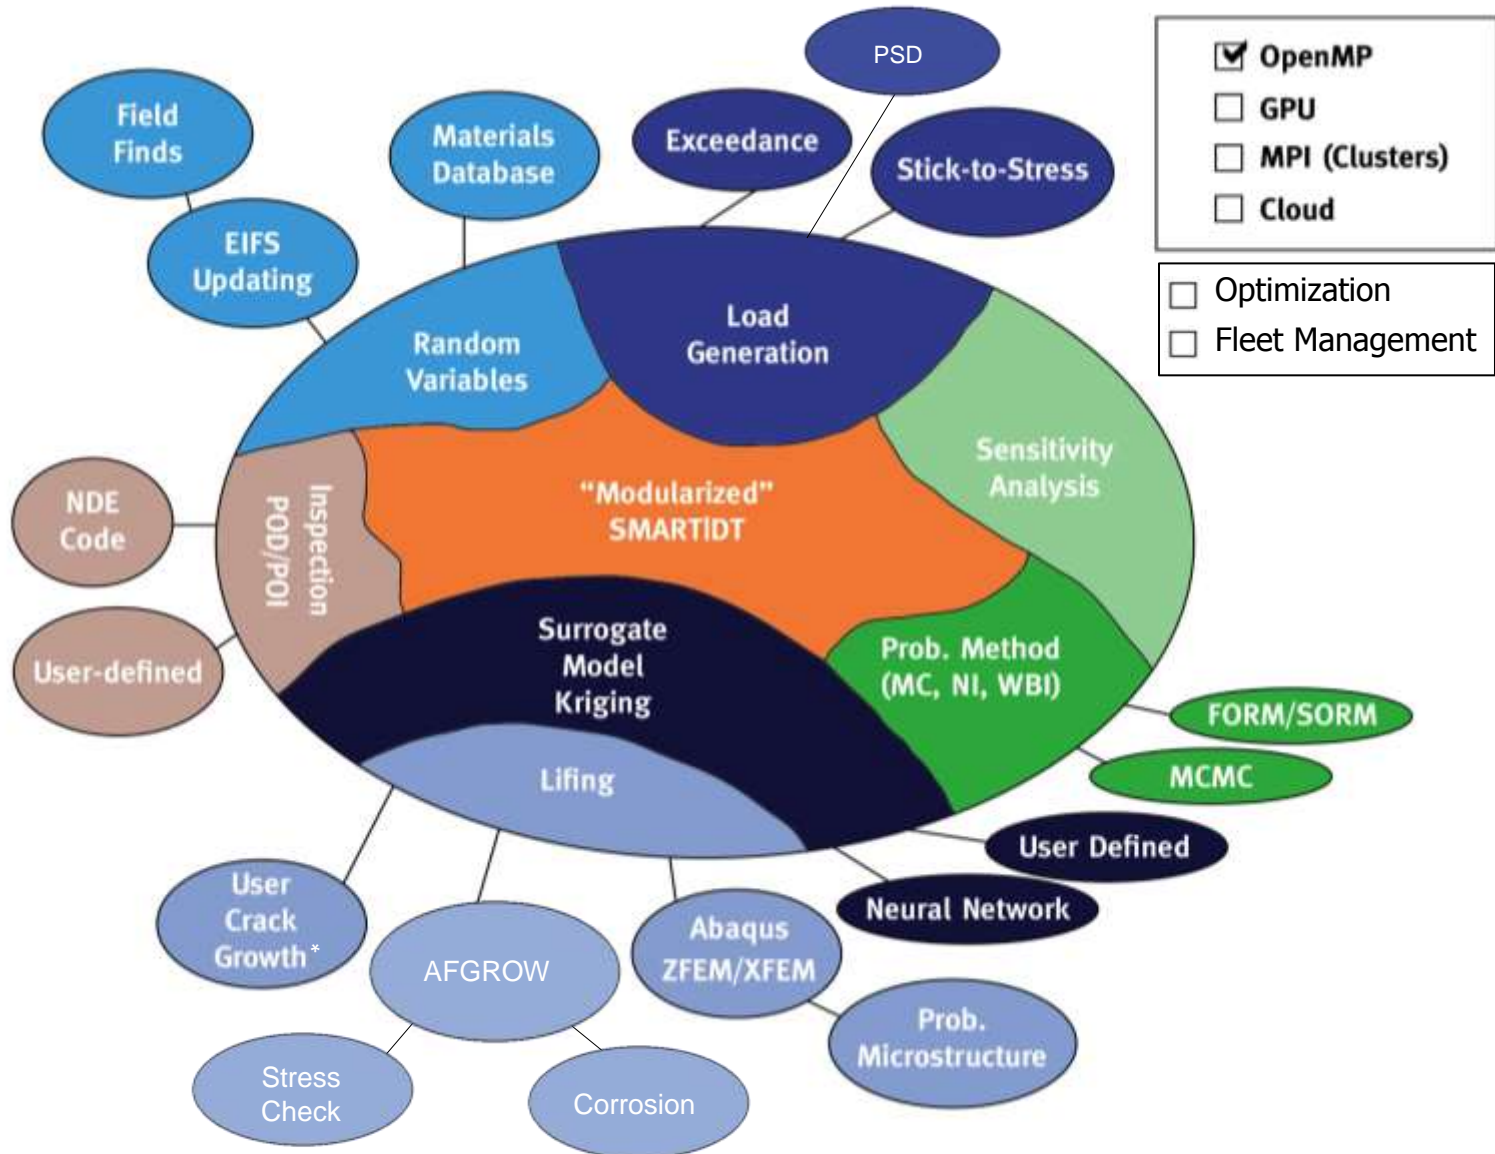 PSD
Exceedance
Stick-to-Stress
Materials
Database
Field
Finds
EIFS
Updating
OpenMP
GPU
MPI (Clusters)
Cloud
Optimization
Fleet Management
Load
Generation
Random
Variables
Sensitivity
Analysis
"Modularized"
SMART|DT
NDE
Code
Inspection
POD/POI
User-defined
Surrogate
Model
Kriging
Prob. Method
(MC, NI, WBI)
FORM/SORM
MCMC
Lifing
User Defined
Neural Network
User
Crack
Growth*
AFGROW
Abaqus
ZFEM/XFEM
Prob.
Microstructure
Stress
Check
Corrosion